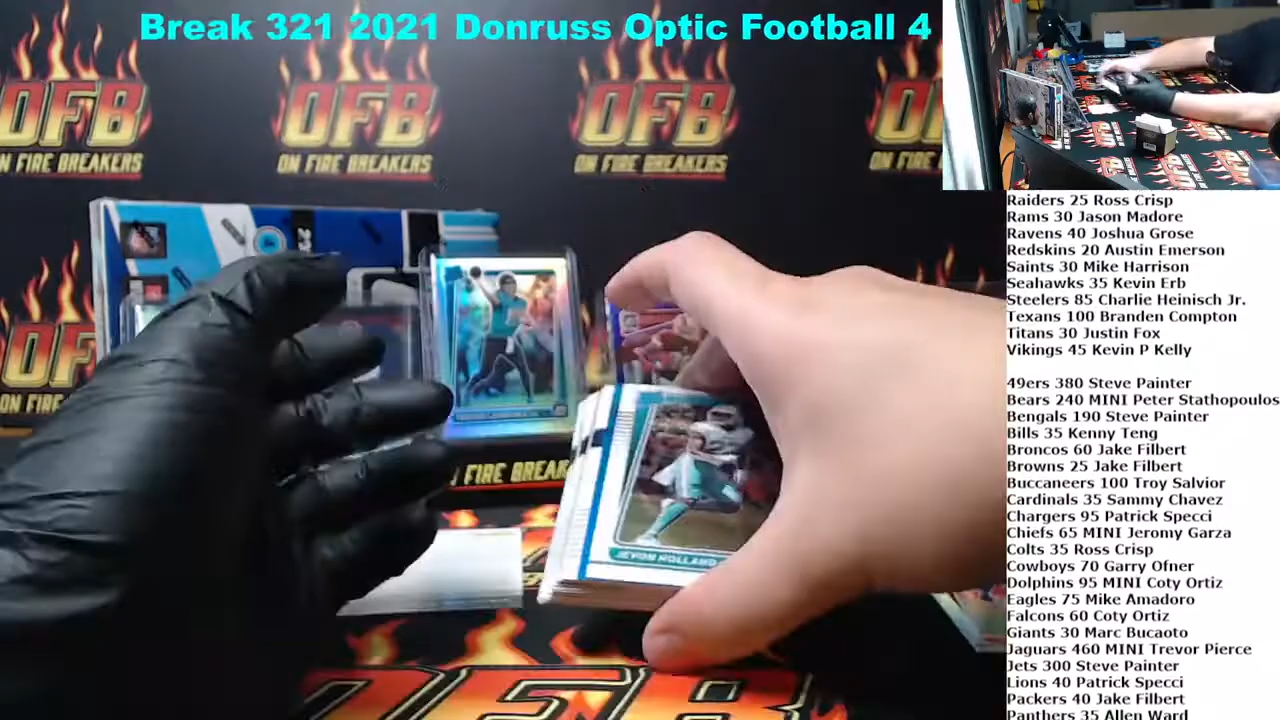 Break 321 2021 Donruss Optic Football 4
OFB
ON FIRE BREAKERS
OFB
ON FIRE BREAKERS
OFB
ON FIRE BREAKERS
Raiders 25 Ross Crisp
Rams 30 Jason Madore
Ravens 40 Joshua Grose
Redskins 20 Austin Emerson
Saints 30 Mike Harrison
Seahawks 35 Kevin Erb
Steelers 85 Charlie Heinisch Jr.
Texans 100 Branden Compton
Titans 30 Justin Fox
Vikings 45 Kevin P Kelly
49ers 380 Steve Painter
Bears 240 MINI Peter Stathopoulos
Bengals 190 Steve Painter
Bills 35 Kenny Teng
Broncos 60 Jake Filbert
Browns 25 Jake Filbert
Buccaneers 100 Troy Salvior
Cardinals 35 Sammy Chavez
Chargers 95 Patrick Specci
Chiefs 65 MINI Jeromy Garza
Colts 35 Ross Crisp
Cowboys 70 Garry Ofner
Dolphins 95 MINI Coty Ortiz
Eagles 75 Mike Amadoro
Falcons 60 Coty Ortiz
Giants 30 Marc Bucaoto
Jaguars 460 MINI Trevor Pierce
Jets 300 Steve Painter
Lions 40 Patrick Specci
Packers 40 Jake Filbert
Panthers 35 Allen Ward
FIRE BREAKE
JEVON HOLLAND